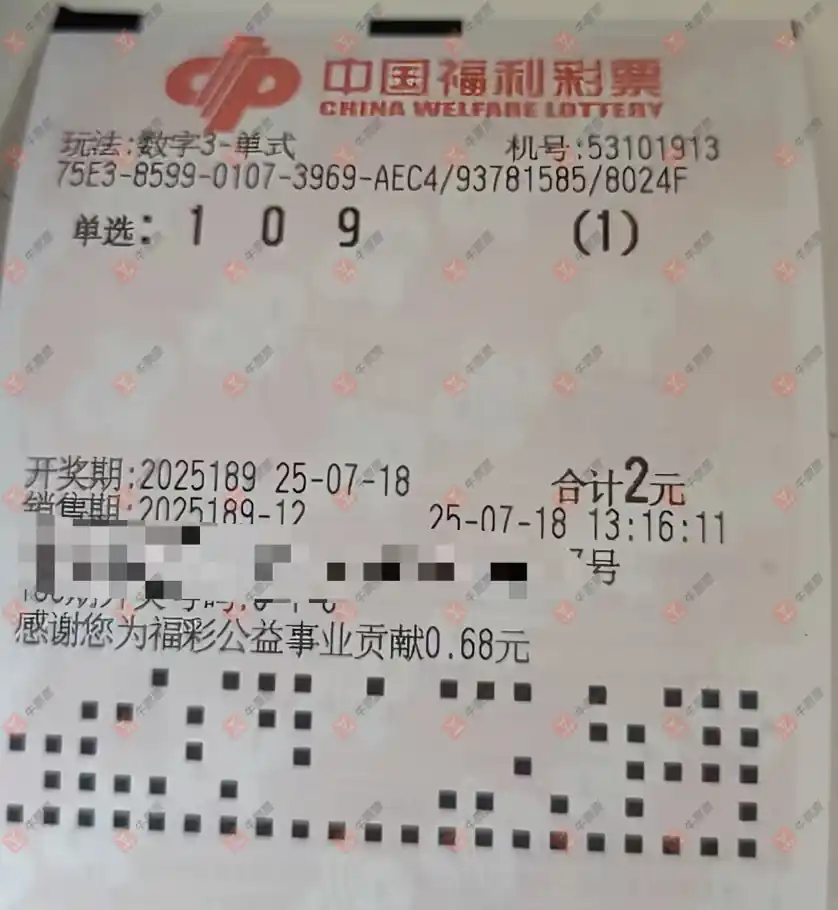 中国福利彩票
CHINA WELFARE LOTTERY
玩法:数字3-单式 机号:53101913
75E3-8599-0107-3969-AEC4/93781585/8024F
单选: 1 0 9 (1)
开奖期:2025189 25-07-18 合计2元
销售期:2025189-12 25-07-18 13:16:11
号
感谢您为福彩公益事业贡献0.68元